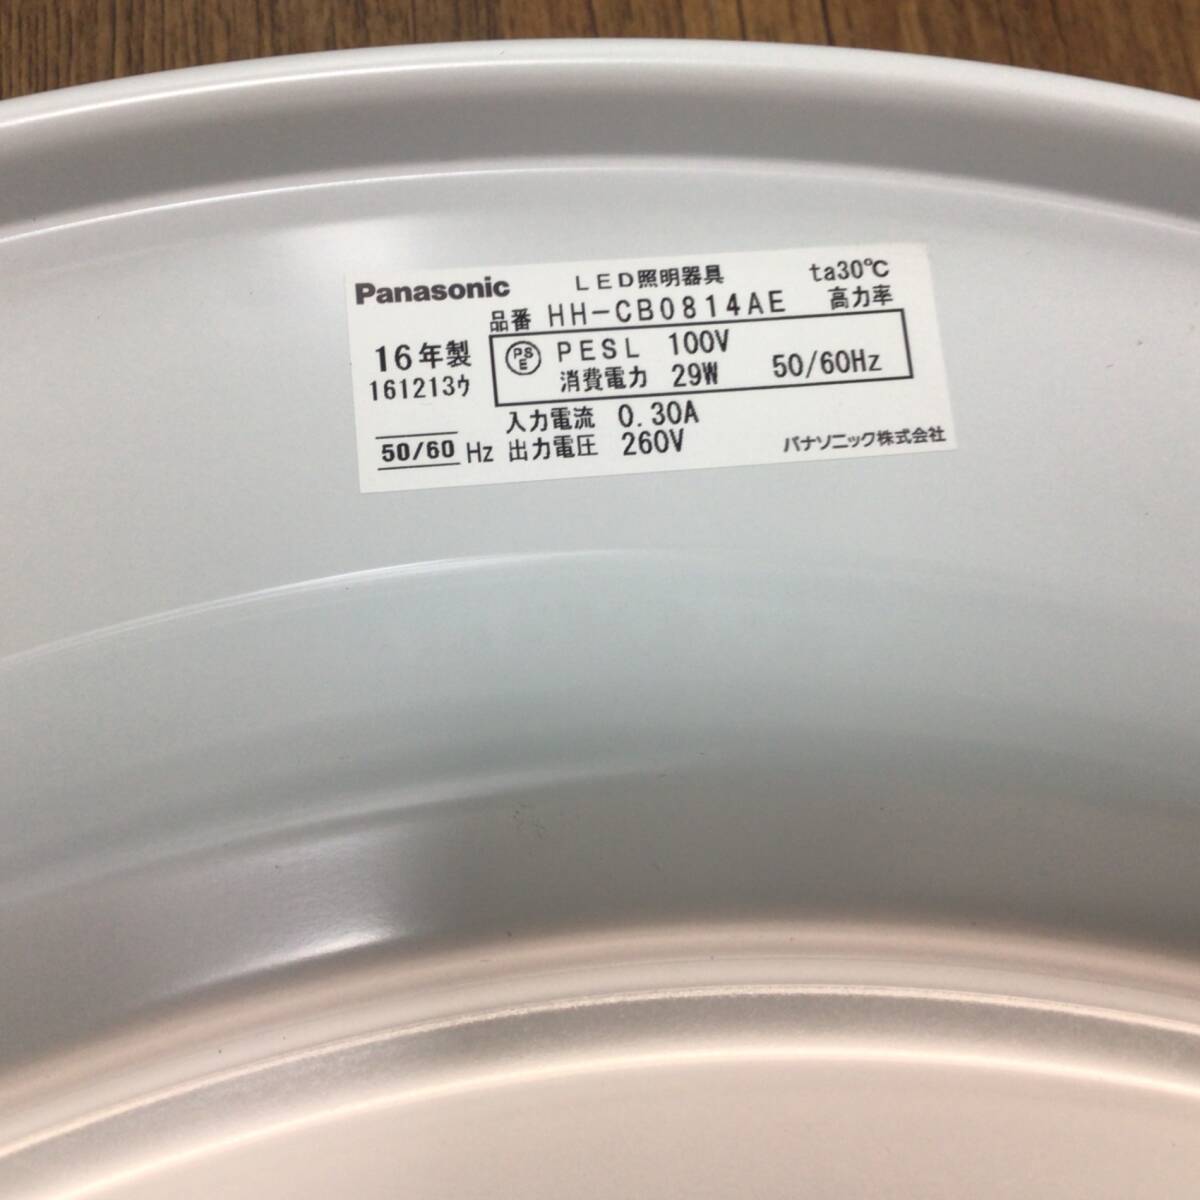 Panasonic LED照明器具 ta30℃
品番 HH-CB0814AE 高力率
16年製
161213ゥ
PSE PESL 100V
消費電力 29W 50/60Hz
入力電流 0.30A
50/60 Hz 出力電圧 260V
パナソニック株式会社